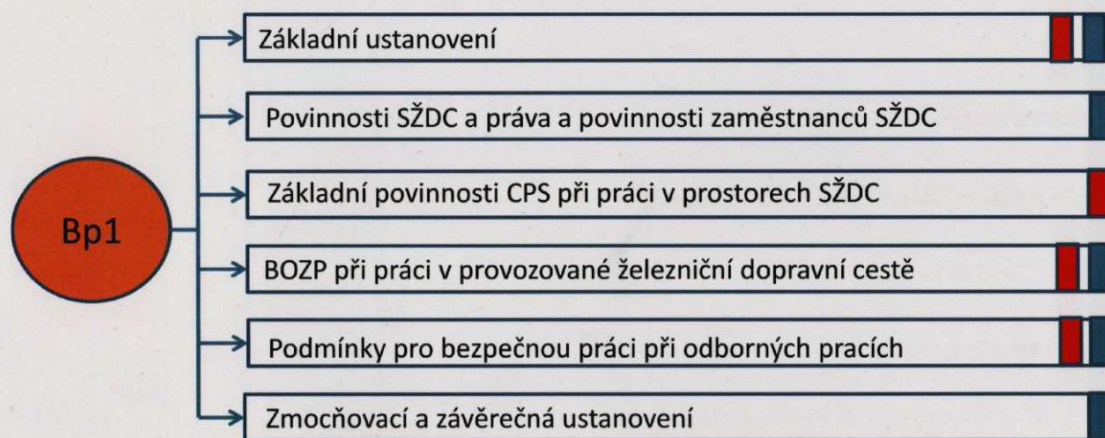 Základní ustanovení
Povinnosti SŽDC a práva a povinnosti zaměstnanců SŽDC
Základní povinnosti CPS při práci v prostorech SŽDC
Bp1
BOZP při práci v provozované železniční dopravní cestě
Podmínky pro bezpečnou práci při odborných pracích
Zmocňovací a závěrečná ustanovení